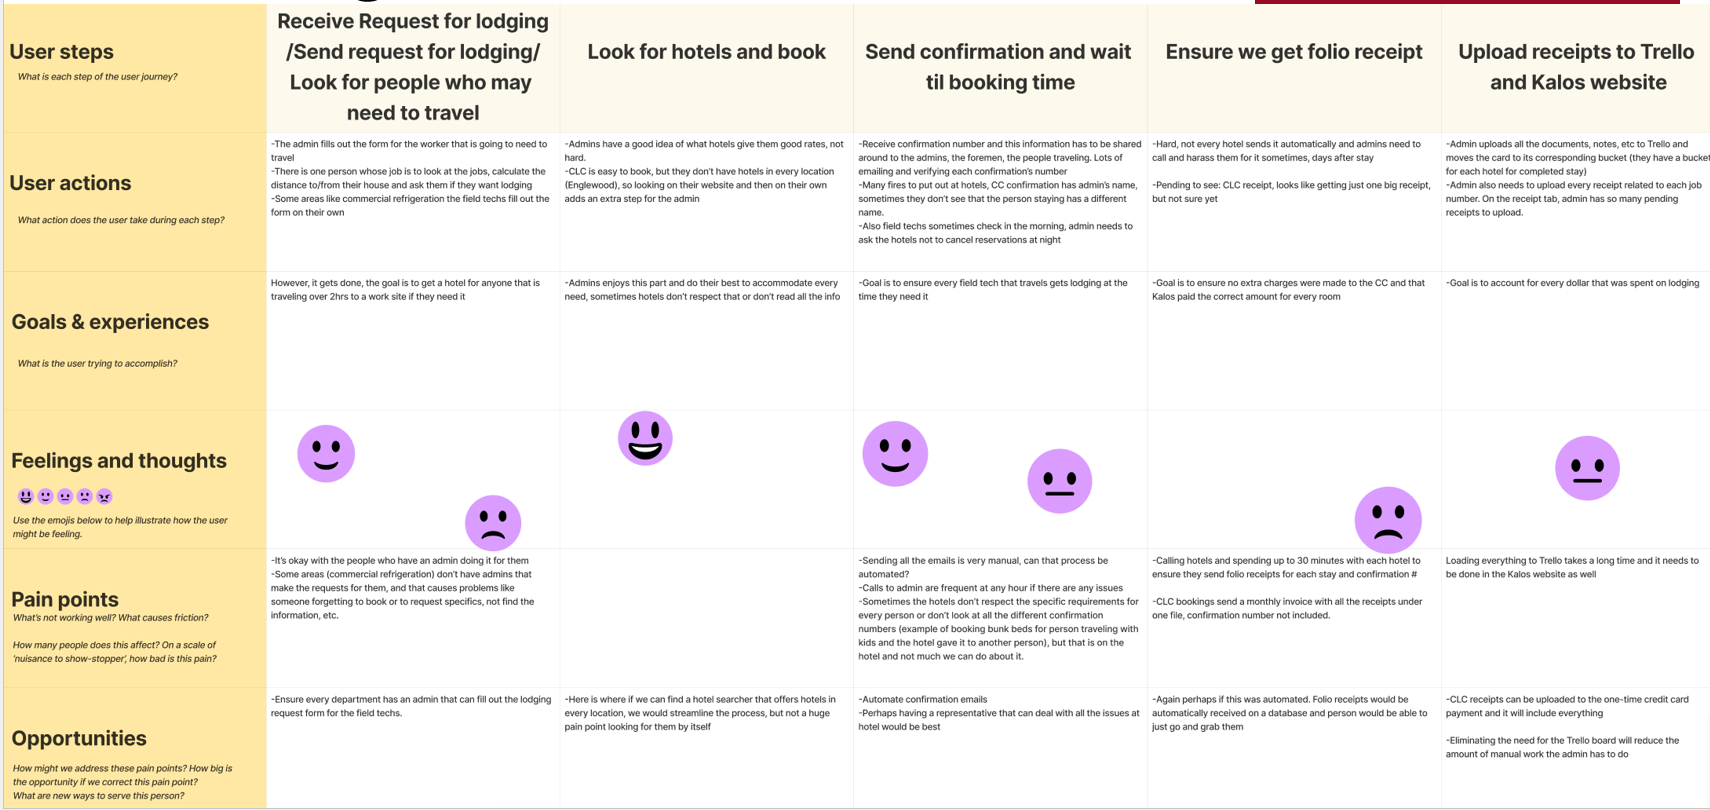 User steps
What is each step of the user journey?
Receive Request for lodging
/Send request for lodging/
Look for people who may
need to travel
Look for hotels and book
Send confirmation and wait
til booking time
Ensure we get folio receipt
Upload receipts to Trello
and Kalos website
User actions
What action does the user take during each step?
-The admin fills out the form for the worker that is going to need to
travel
-There is one person whose job is to look at the jobs, calculate the
distance to/from their house and ask them if they want lodging
-Some areas like commercial refrigeration the field techs fill out the
form on their own
-Admins have a good idea of what hotels give them good rates, not
hard.
-CLC is easy to book, but they don't have hotels in every location
(Englewood), so looking on their website and then on their own
adds an extra step for the admin
-Receive confirmation number and this information has to be shared
around to the admins, the foremen, the people traveling. Lots of
emailing and verifying each confirmation's number
-Many fires to put out at hotels, CC confirmation has admin's name,
sometimes they don't see that the person staying has a different
name.
-Also field techs sometimes check in the morning, admin needs to
ask the hotels not to cancel reservations at night
-Hard, not every hotel sends it automatically and admins need to
call and harass them for it sometimes, days after stay
-Pending to see: CLC receipt, looks like getting just one big receipt,
but not sure yet
-Admin uploads all the documents, notes, etc to Trello and
moves the card to its corresponding bucket (they have a bucket
for each hotel for completed stay)
-Admin also needs to upload every receipt related to each job
number. On the receipt tab, admin has so many pending
receipts to upload.
Goals & experiences
What is the user trying to accomplish?
However, it gets done, the goal is to get a hotel for anyone that is
traveling over 2hrs to a work site if they need it
-Admins enjoys this part and do their best to accommodate every
need, sometimes hotels don't respect that or don't read all the info
-Goal is to ensure every field tech that travels gets lodging at the
time they need it
-Goal is to ensure no extra charges were made to the CC and that
Kalos paid the correct amount for every room
-Goal is to account for every dollar that was spent on lodging
Feelings and thoughts
Use the emojis below to help illustrate how the user
might be feeling.
Pain points
What's not working well? What causes friction?
How many people does this affect? On a scale of
'nuisance to show-stopper', how bad is this pain?
-It's okay with the people who have an admin doing it for them
-Some areas (commercial refrigeration) don't have admins that
make the requests for them, and that causes problems like
someone forgetting to book or to request specifics, not find the
information, etc.
-Sending all the emails is very manual, can that process be
automated?
-Calls to admin are frequent at any hour if there are any issues
-Sometimes the hotels don't respect the specific requirements for
every person or don't look at all the different confirmation
numbers (example of booking bunk beds for person traveling with
kids and the hotel gave it to another person), but that is on the
hotel and not much we can do about it.
-Calling hotels and spending up to 30 minutes with each hotel to
ensure they send folio receipts for each stay and confirmation #
-CLC bookings send a monthly invoice with all the receipts under
one file, confirmation number not included.
Loading everything to Trello takes a long time and it needs to
be done in the Kalos website as well
Opportunities
How might we address these pain points? How big is
the opportunity if we correct this pain point?
What are new ways to serve this person?
-Ensure every department has an admin that can fill out the lodging
request form for the field techs.
-Here is where if we can find a hotel searcher that offers hotels in
every location, we would streamline the process, but not a huge
pain point looking for them by itself
-Automate confirmation emails
-Perhaps having a representative that can deal with all the issues at
hotel would be best
-Again perhaps if this was automated. Folio receipts would be
automatically received on a database and person would be able to
just go and grab them
-CLC receipts can be uploaded to the one-time credit card
payment and it will include everything
-Eliminating the need for the Trello board will reduce the
amount of manual work the admin has to do